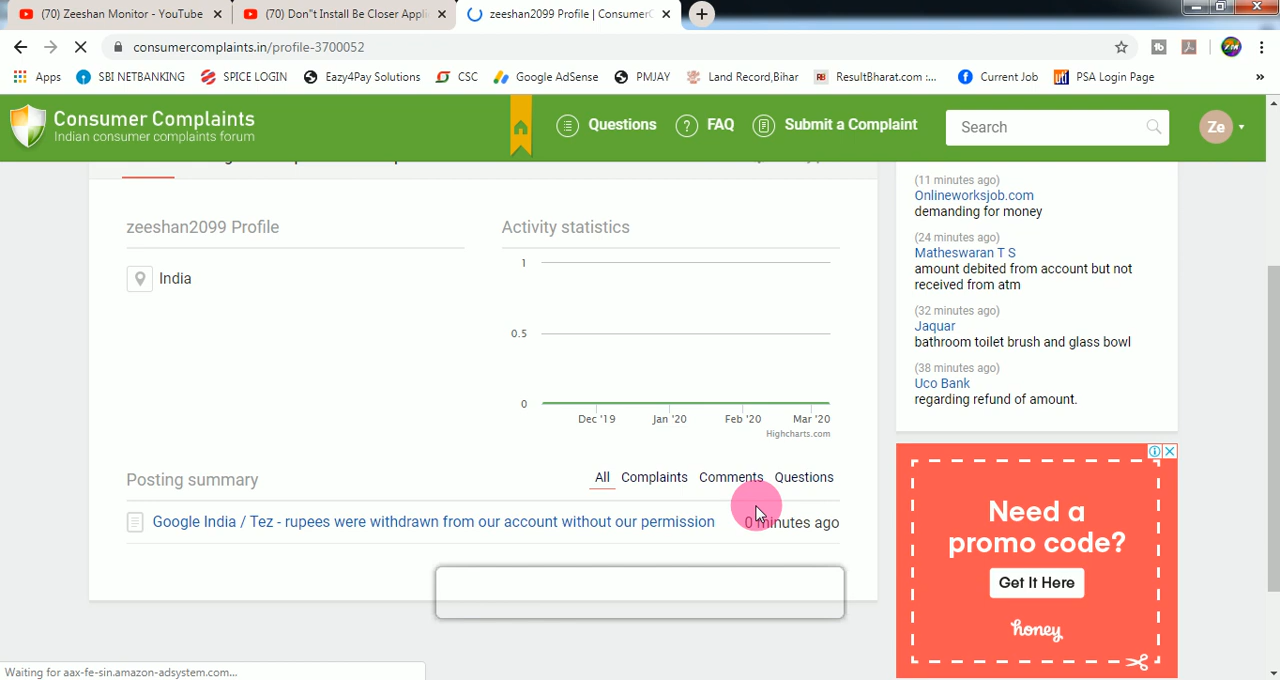 (70) Zeeshan Monitor - YouTube
(70) Don"t Install Be Closer Appli
zeeshan2099 Profile | ConsumerC
consumercomplaints.in/profile-3700052
Apps
SBI NETBANKING
SPICE LOGIN
Eazy4Pay Solutions
CSC
Google AdSense
PMJAY
Land Record,Bihar
ResultBharat.com :...
Current Job
PSA Login Page
»
Consumer Complaints
Indian consumer complaints forum
Questions
FAQ
Submit a Complaint
Search
Ze
zeeshan2099 Profile
India
Activity statistics
1
0.5
0
Dec '19
Jan '20
Feb '20
Mar '20
Highcharts.com
Posting summary
All
Complaints
Comments
Questions
Google India / Tez - rupees were withdrawn from our account without our permission
0 minutes ago
(11 minutes ago)
Onlineworksjob.com
demanding for money
(24 minutes ago)
Matheswaran T S
amount debited from account but not
received from atm
(32 minutes ago)
Jaquar
bathroom toilet brush and glass bowl
(38 minutes ago)
Uco Bank
regarding refund of amount.
Need a
promo code?
Get It Here
honey
Waiting for aax-fe-sin.amazon-adsystem.com...